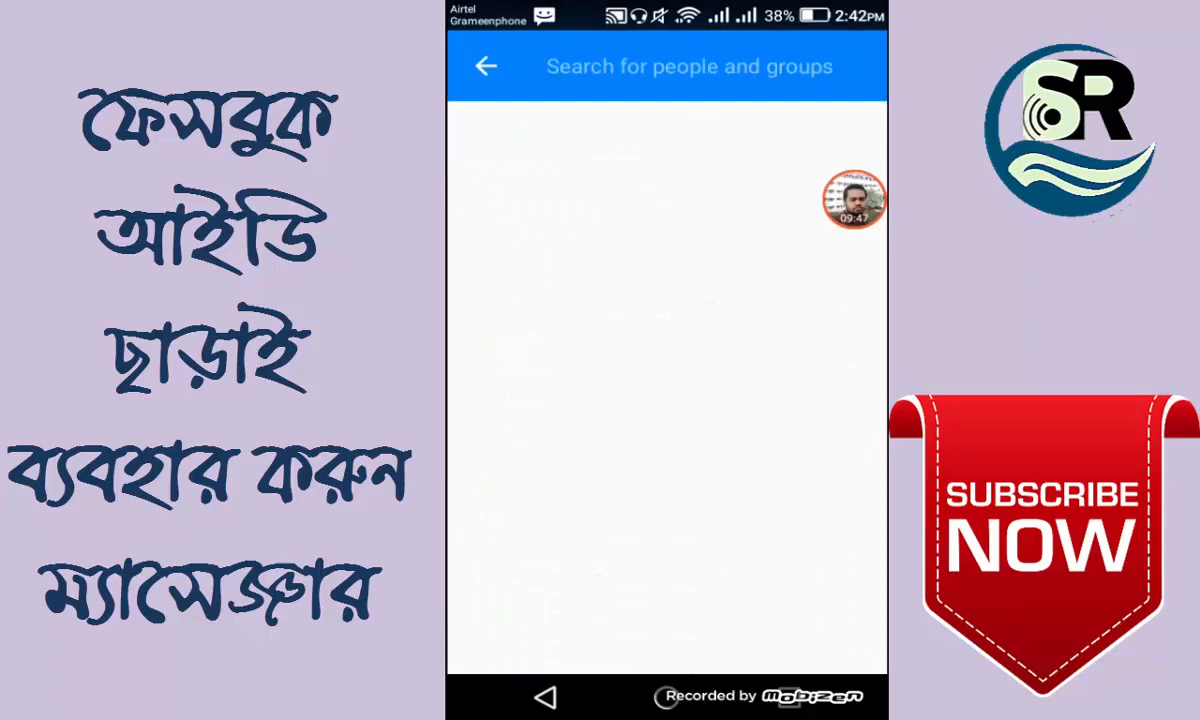 ফেসবুক
আইডি
ছাড়াই
ব্যবহার করুন
ম্যাসেঞ্জার
Airtel
Grameenphone
38%
2:42PM
Search for people and groups
09:47
Recorded by mobizen
SR
SUBSCRIBE
NOW